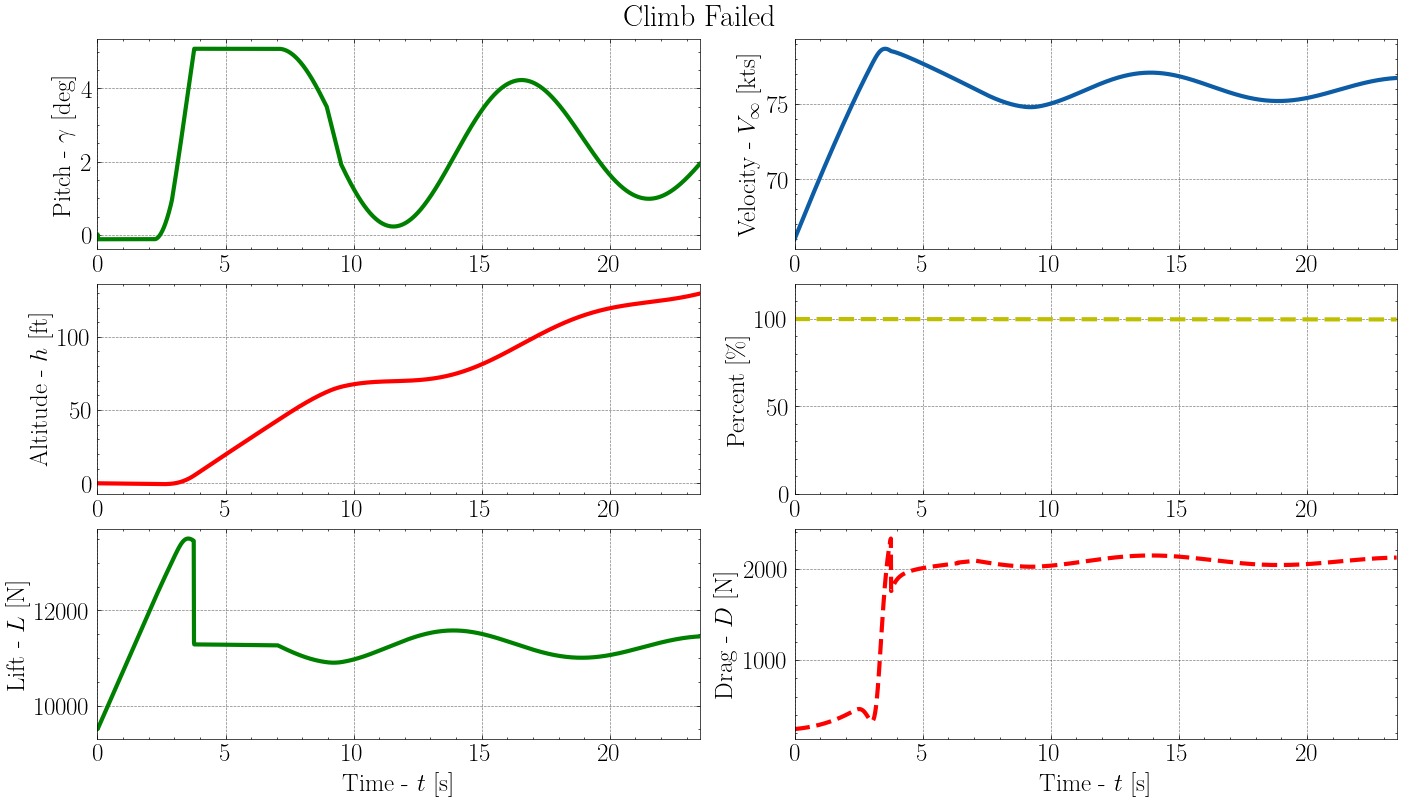 Climb Failed
Pitch - γ [deg]
4
2
0
0 5 10 15 20
Velocity - V∞ [kts]
75
70
0 5 10 15 20
Altitude - h [ft]
100
50
0
0 5 10 15 20
Percent [%]
100
50
0
0 5 10 15 20
Lift - L [N]
12000
10000
0 5 10 15 20
Time - t [s]
Drag - D [N]
2000
1000
0 5 10 15 20
Time - t [s]